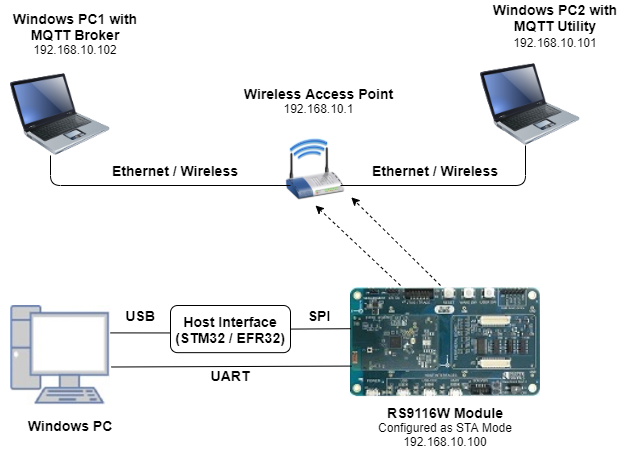 Windows PC1 with
MQTT Broker
192.168.10.102
Windows PC2 with
MQTT Utility
192.168.10.101
Wireless Access Point
192.168.10.1
Ethernet / Wireless
Ethernet / Wireless
USB
Host Interface
(STM32 / EFR32)
SPI
UART
Windows PC
RS9116W Module
Configured as STA Mode
192.168.10.100